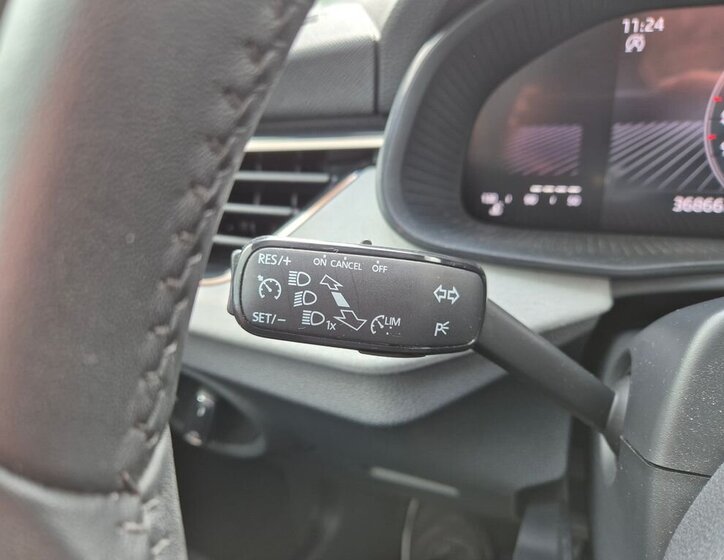 11:24
36866
RES/+
ON CANCEL OFF
SET/−
1x
LIM